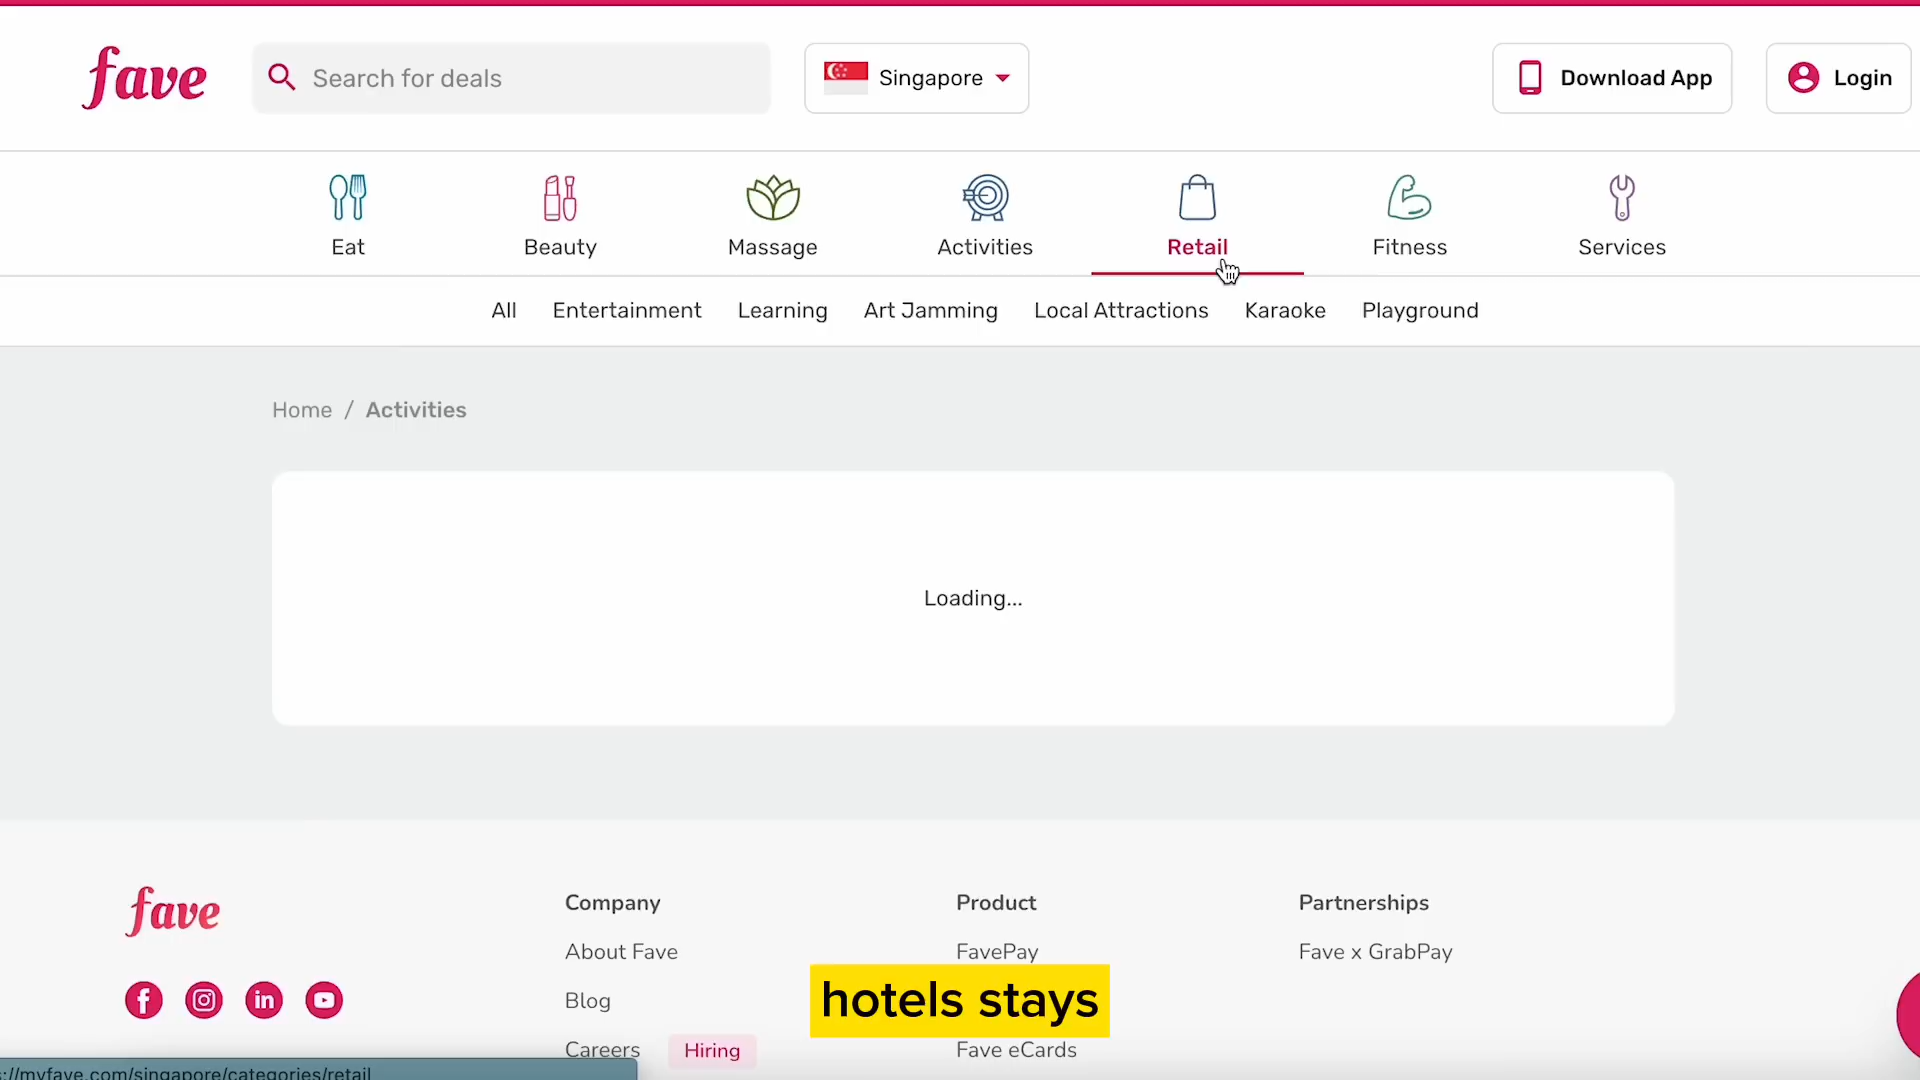 fave
Search for deals
Singapore
Download App
Login
Eat
Beauty
Massage
Activities
Retail
Fitness
Services
All
Entertainment
Learning
Art Jamming
Local Attractions
Karaoke
Playground
Home / Activities
Loading...
fave
Company
About Fave
Blog
Careers
Hiring
Product
FavePay
Fave eCards
Partnerships
Fave x GrabPay
hotels stays
://myfave.com/singapore/categories/retail